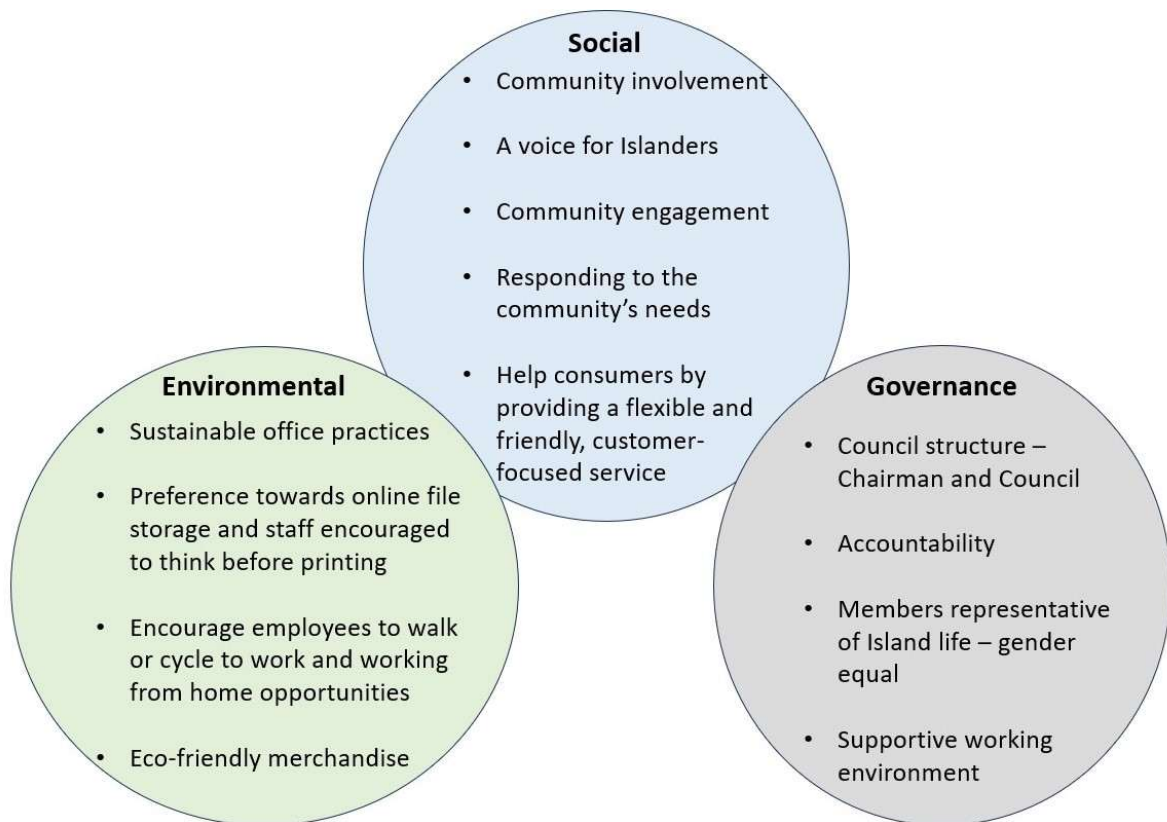 Social
• Community involvement
• A voice for Islanders
• Community engagement
• Responding to the
community’s needs
• Help consumers by
providing a flexible and
friendly, customer-
focused service
Environmental
• Sustainable office practices
• Preference towards online file
storage and staff encouraged
to think before printing
• Encourage employees to walk
or cycle to work and working
from home opportunities
• Eco-friendly merchandise
Governance
• Council structure –
Chairman and Council
• Accountability
• Members representative
of Island life – gender
equal
• Supportive working
environment